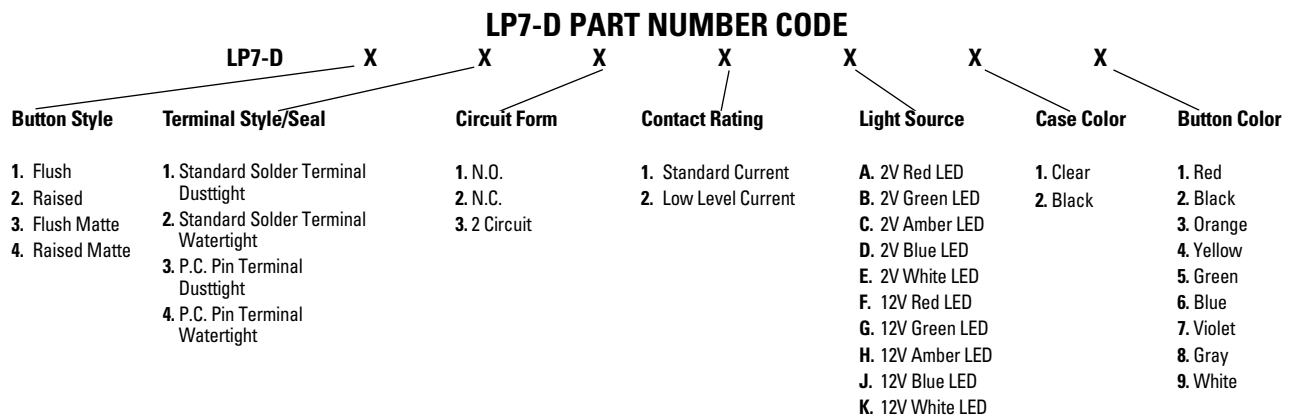 LP7-D PART NUMBER CODE
LP7-D X X X X X X X
Button Style
1. Flush
2. Raised
3. Flush Matte
4. Raised Matte
Terminal Style/Seal
1. Standard Solder Terminal
Dusttight
2. Standard Solder Terminal
Watertight
3. P.C. Pin Terminal
Dusttight
4. P.C. Pin Terminal
Watertight
Circuit Form
1. N.O.
2. N.C.
3. 2 Circuit
Contact Rating
1. Standard Current
2. Low Level Current
Light Source
A. 2V Red LED
B. 2V Green LED
C. 2V Amber LED
D. 2V Blue LED
E. 2V White LED
F. 12V Red LED
G. 12V Green LED
H. 12V Amber LED
J. 12V Blue LED
K. 12V White LED
Case Color
1. Clear
2. Black
Button Color
1. Red
2. Black
3. Orange
4. Yellow
5. Green
6. Blue
7. Violet
8. Gray
9. White